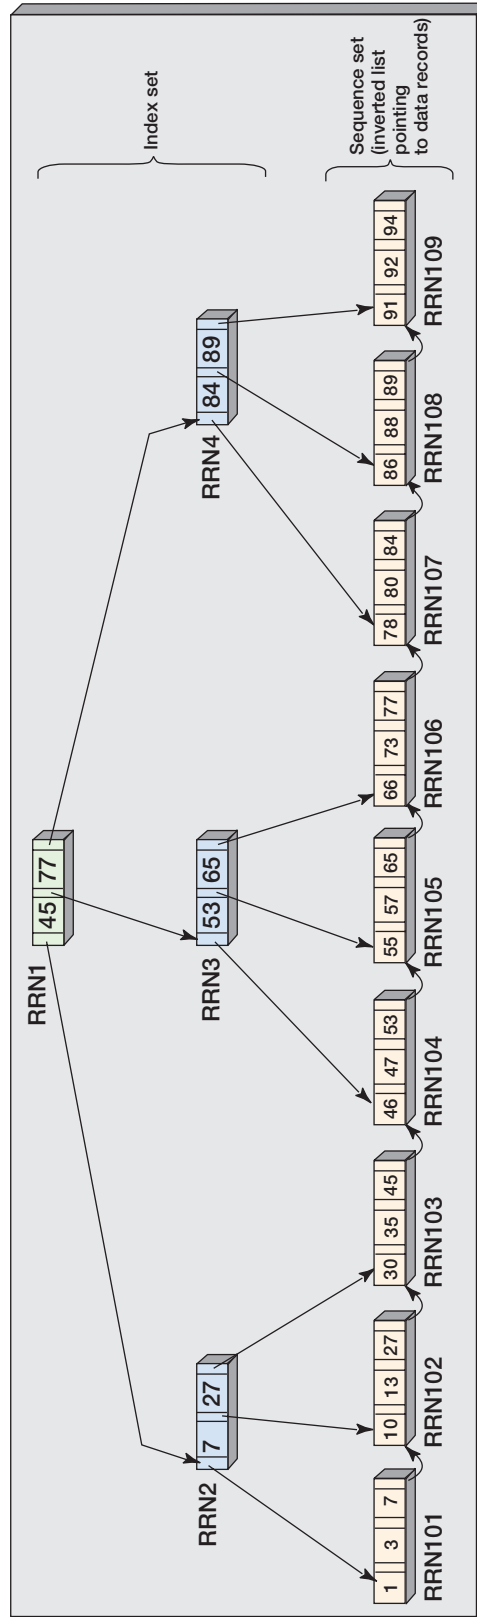 RRN1
45 77
Index set
RRN2
7 27
RRN3
53 65
RRN4
84 89
1 3 7
10 13 27
30 35 45
46 47 53
55 57 65
66 73 77
78 80 84
86 88 89
91 92 94
Sequence set
(inverted list
pointing
to data records)
RRN101
RRN102
RRN103
RRN104
RRN105
RRN106
RRN107
RRN108
RRN109